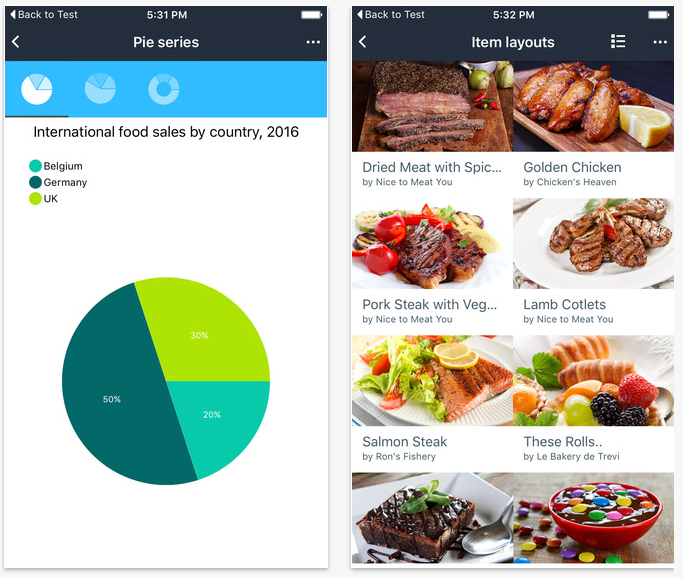 Back to Test
5:31 PM
Pie series
International food sales by country, 2016
Belgium
Germany
UK
30%
50%
20%
Back to Test
5:32 PM
Item layouts
Dried Meat with Spic...
by Nice to Meat You
Golden Chicken
by Chicken's Heaven
Pork Steak with Veg...
by Nice to Meat You
Lamb Cotlets
by Nice to Meat You
Salmon Steak
by Ron's Fishery
These Rolls..
by Le Bakery de Trevi